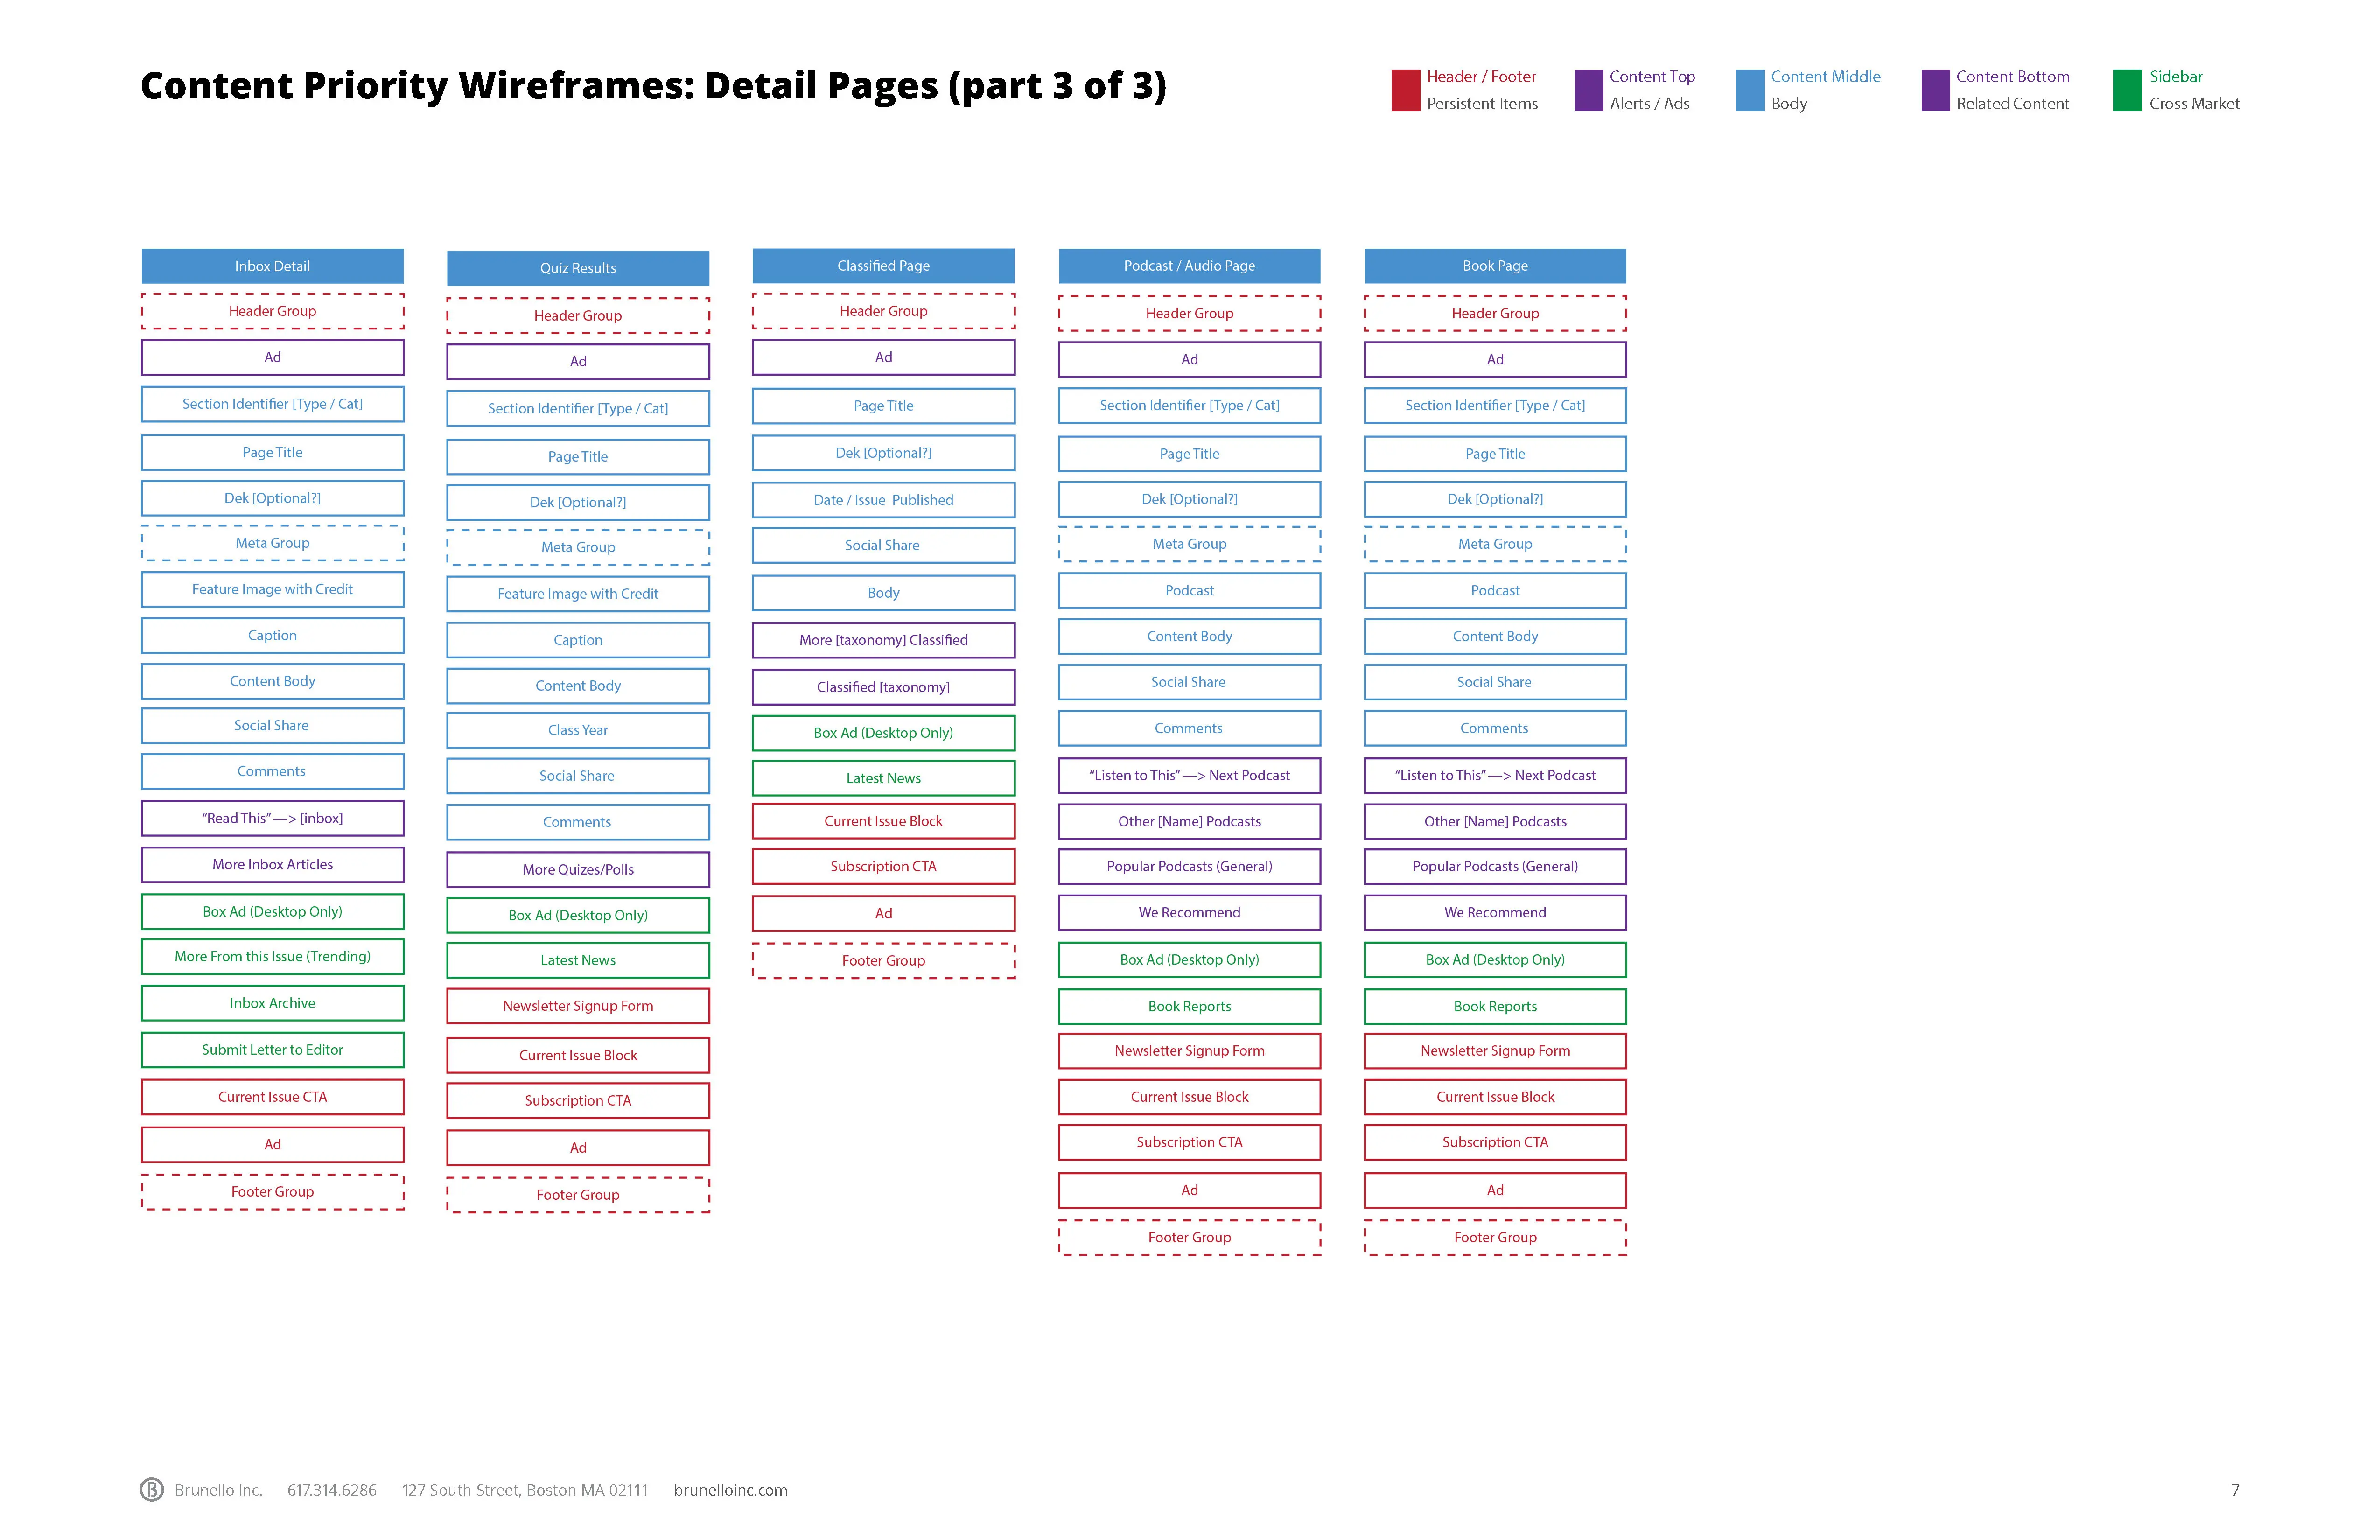 Content Priority Wireframes: Detail Pages (part 3 of 3)
Header / Footer
Persistent Items
Content Top
Alerts / Ads
Content Middle
Body
Content Bottom
Related Content
Sidebar
Cross Market
Inbox Detail
Header Group
Ad
Section Identifier [Type / Cat]
Page Title
Dek [Optional?]
Meta Group
Feature Image with Credit
Caption
Content Body
Social Share
Comments
“Read This” —> [inbox]
More Inbox Articles
Box Ad (Desktop Only)
More From this Issue (Trending)
Inbox Archive
Submit Letter to Editor
Current Issue CTA
Ad
Footer Group
Quiz Results
Header Group
Ad
Section Identifier [Type / Cat]
Page Title
Dek [Optional?]
Meta Group
Feature Image with Credit
Caption
Content Body
Class Year
Social Share
Comments
More Quizes/Polls
Box Ad (Desktop Only)
Latest News
Newsletter Signup Form
Current Issue Block
Subscription CTA
Ad
Footer Group
Classified Page
Header Group
Ad
Page Title
Dek [Optional?]
Date / Issue Published
Social Share
Body
More [taxonomy] Classified
Classified [taxonomy]
Box Ad (Desktop Only)
Latest News
Current Issue Block
Subscription CTA
Ad
Footer Group
Podcast / Audio Page
Header Group
Ad
Section Identifier [Type / Cat]
Page Title
Dek [Optional?]
Meta Group
Podcast
Content Body
Social Share
Comments
“Listen to This” —> Next Podcast
Other [Name] Podcasts
Popular Podcasts (General)
We Recommend
Box Ad (Desktop Only)
Book Reports
Newsletter Signup Form
Current Issue Block
Subscription CTA
Ad
Footer Group
Book Page
Header Group
Ad
Section Identifier [Type / Cat]
Page Title
Dek [Optional?]
Meta Group
Podcast
Content Body
Social Share
Comments
“Listen to This” —> Next Podcast
Other [Name] Podcasts
Popular Podcasts (General)
We Recommend
Box Ad (Desktop Only)
Book Reports
Newsletter Signup Form
Current Issue Block
Subscription CTA
Ad
Footer Group
B Brunello Inc. 617.314.6286 127 South Street, Boston MA 02111 brunelloinc.com
7